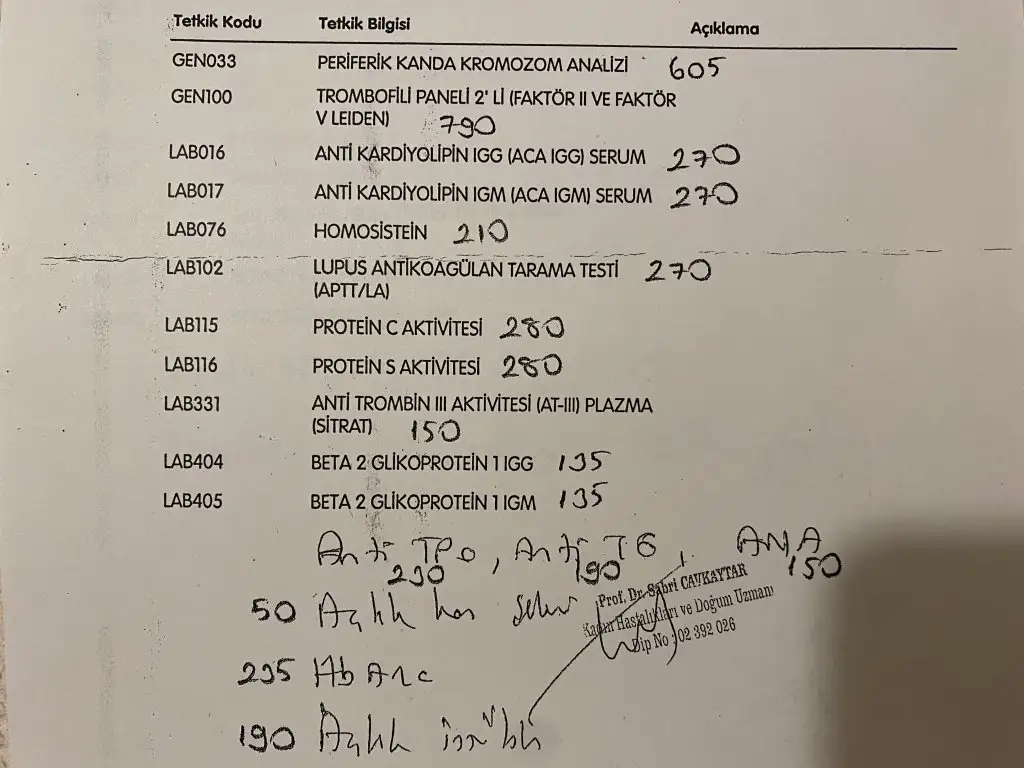 Tetkik Kodu Tetkik Bilgisi Açıklama
GEN033 PERİFERİK KANDA KROMOZOM ANALİZİ 605
GEN100 TROMBOFİLİ PANELİ 2' Lİ (FAKTÖR II VE FAKTÖR
V LEIDEN) 790
LAB016 ANTİ KARDİYOLİPİN IGG (ACA IGG) SERUM 270
LAB017 ANTİ KARDİYOLİPİN IGM (ACA IGM) SERUM 270
LAB076 HOMOSİSTEİN 210
LAB102 LUPUS ANTİKOAGÜLAN TARAMA TESTİ 270
(APTT/LA)
LAB115 PROTEİN C AKTİVİTESİ 280
LAB116 PROTEİN S AKTİVİTESİ 280
LAB331 ANTİ TROMBİN III AKTİVİTESİ (AT-III) PLAZMA
(SİTRAT) 150
LAB404 BETA 2 GLİKOPROTEİN 1 IGG 135
LAB405 BETA 2 GLİKOPROTEİN 1 IGM 135
Anti TPO, Anti TG, ANA
230 190 150
Prof. Dr. Sabri CAVKAYTAR
50 Açlık kan şekeri
Kadın Hastalıkları ve Doğum Uzmanı
Dip No 102 392 026
235 Hb A1c
190 Açlık insülin